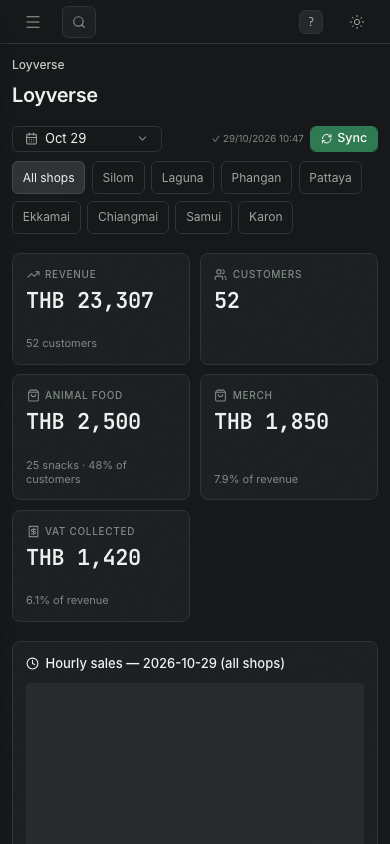 ?
Loyverse
Loyverse
Oct 29
29/10/2026 10:47
Sync
All shops
Silom
Laguna
Phangan
Pattaya
Ekkamai
Chiangmai
Samui
Karon
REVENUE
THB 23,307
52 customers
CUSTOMERS
52
ANIMAL FOOD
THB 2,500
25 snacks · 48% of
customers
MERCH
THB 1,850
7.9% of revenue
VAT COLLECTED
THB 1,420
6.1% of revenue
Hourly sales — 2026-10-29 (all shops)